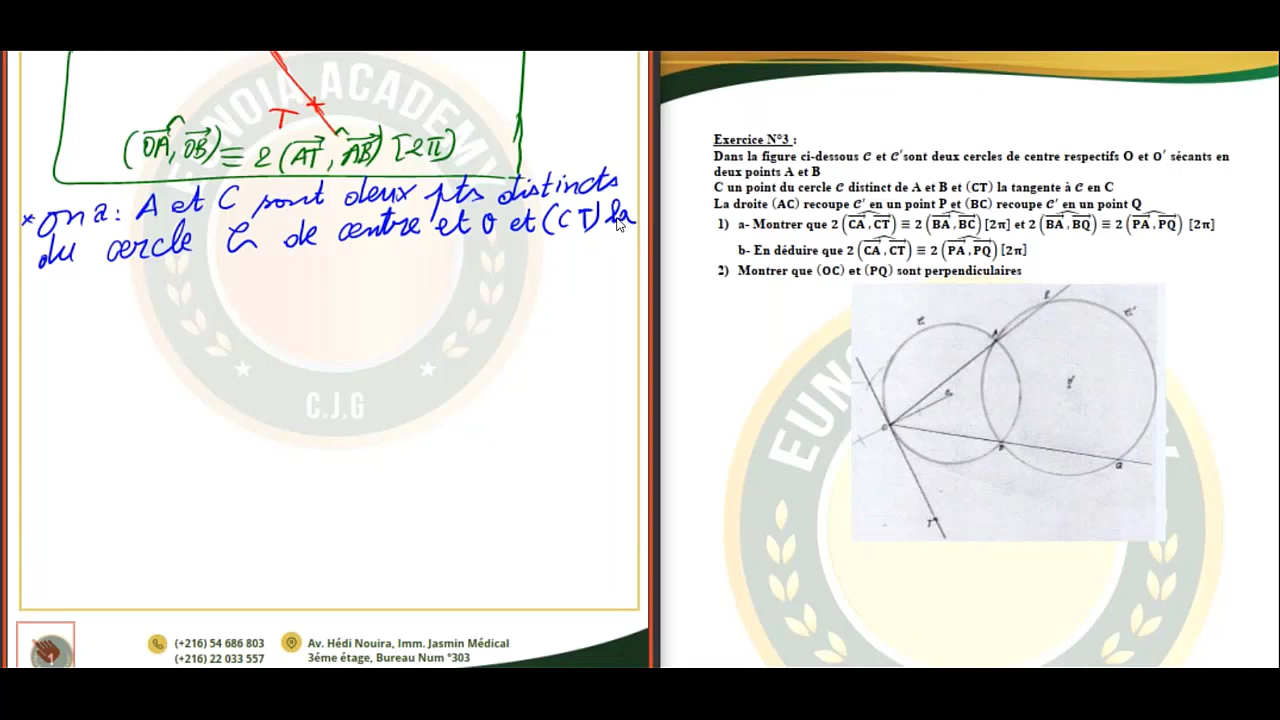 EUNOIA ACADEMY
T
(OA, OB) ≡ 2 (AT, AB) [2π]
* on a : A et C sont deux pts distincts
du cercle C de centre et O et (CT) la
C.J.G
(+216) 54 686 803
(+216) 22 033 557
Av. Hédi Nouira, Imm. Jasmin Médical
3éme étage, Bureau Num °303
Exercice N°3 :
Dans la figure ci-dessous 𝒞 et 𝒞'sont deux cercles de centre respectifs O et O' sécants en
deux points A et B
C un point du cercle 𝒞 distinct de A et B et (CT) la tangente à 𝒞 en C
La droite (AC) recoupe 𝒞' en un point P et (BC) recoupe 𝒞' en un point Q
1) a- Montrer que 2 (CA, CT) ≡ 2 (BA, BC) [2π] et 2 (BA, BQ) ≡ 2 (PA, PQ) [2π]
b- En déduire que 2 (CA, CT) ≡ 2 (PA, PQ) [2π]
2) Montrer que (OC) et (PQ) sont perpendiculaires
A
B
Q
T